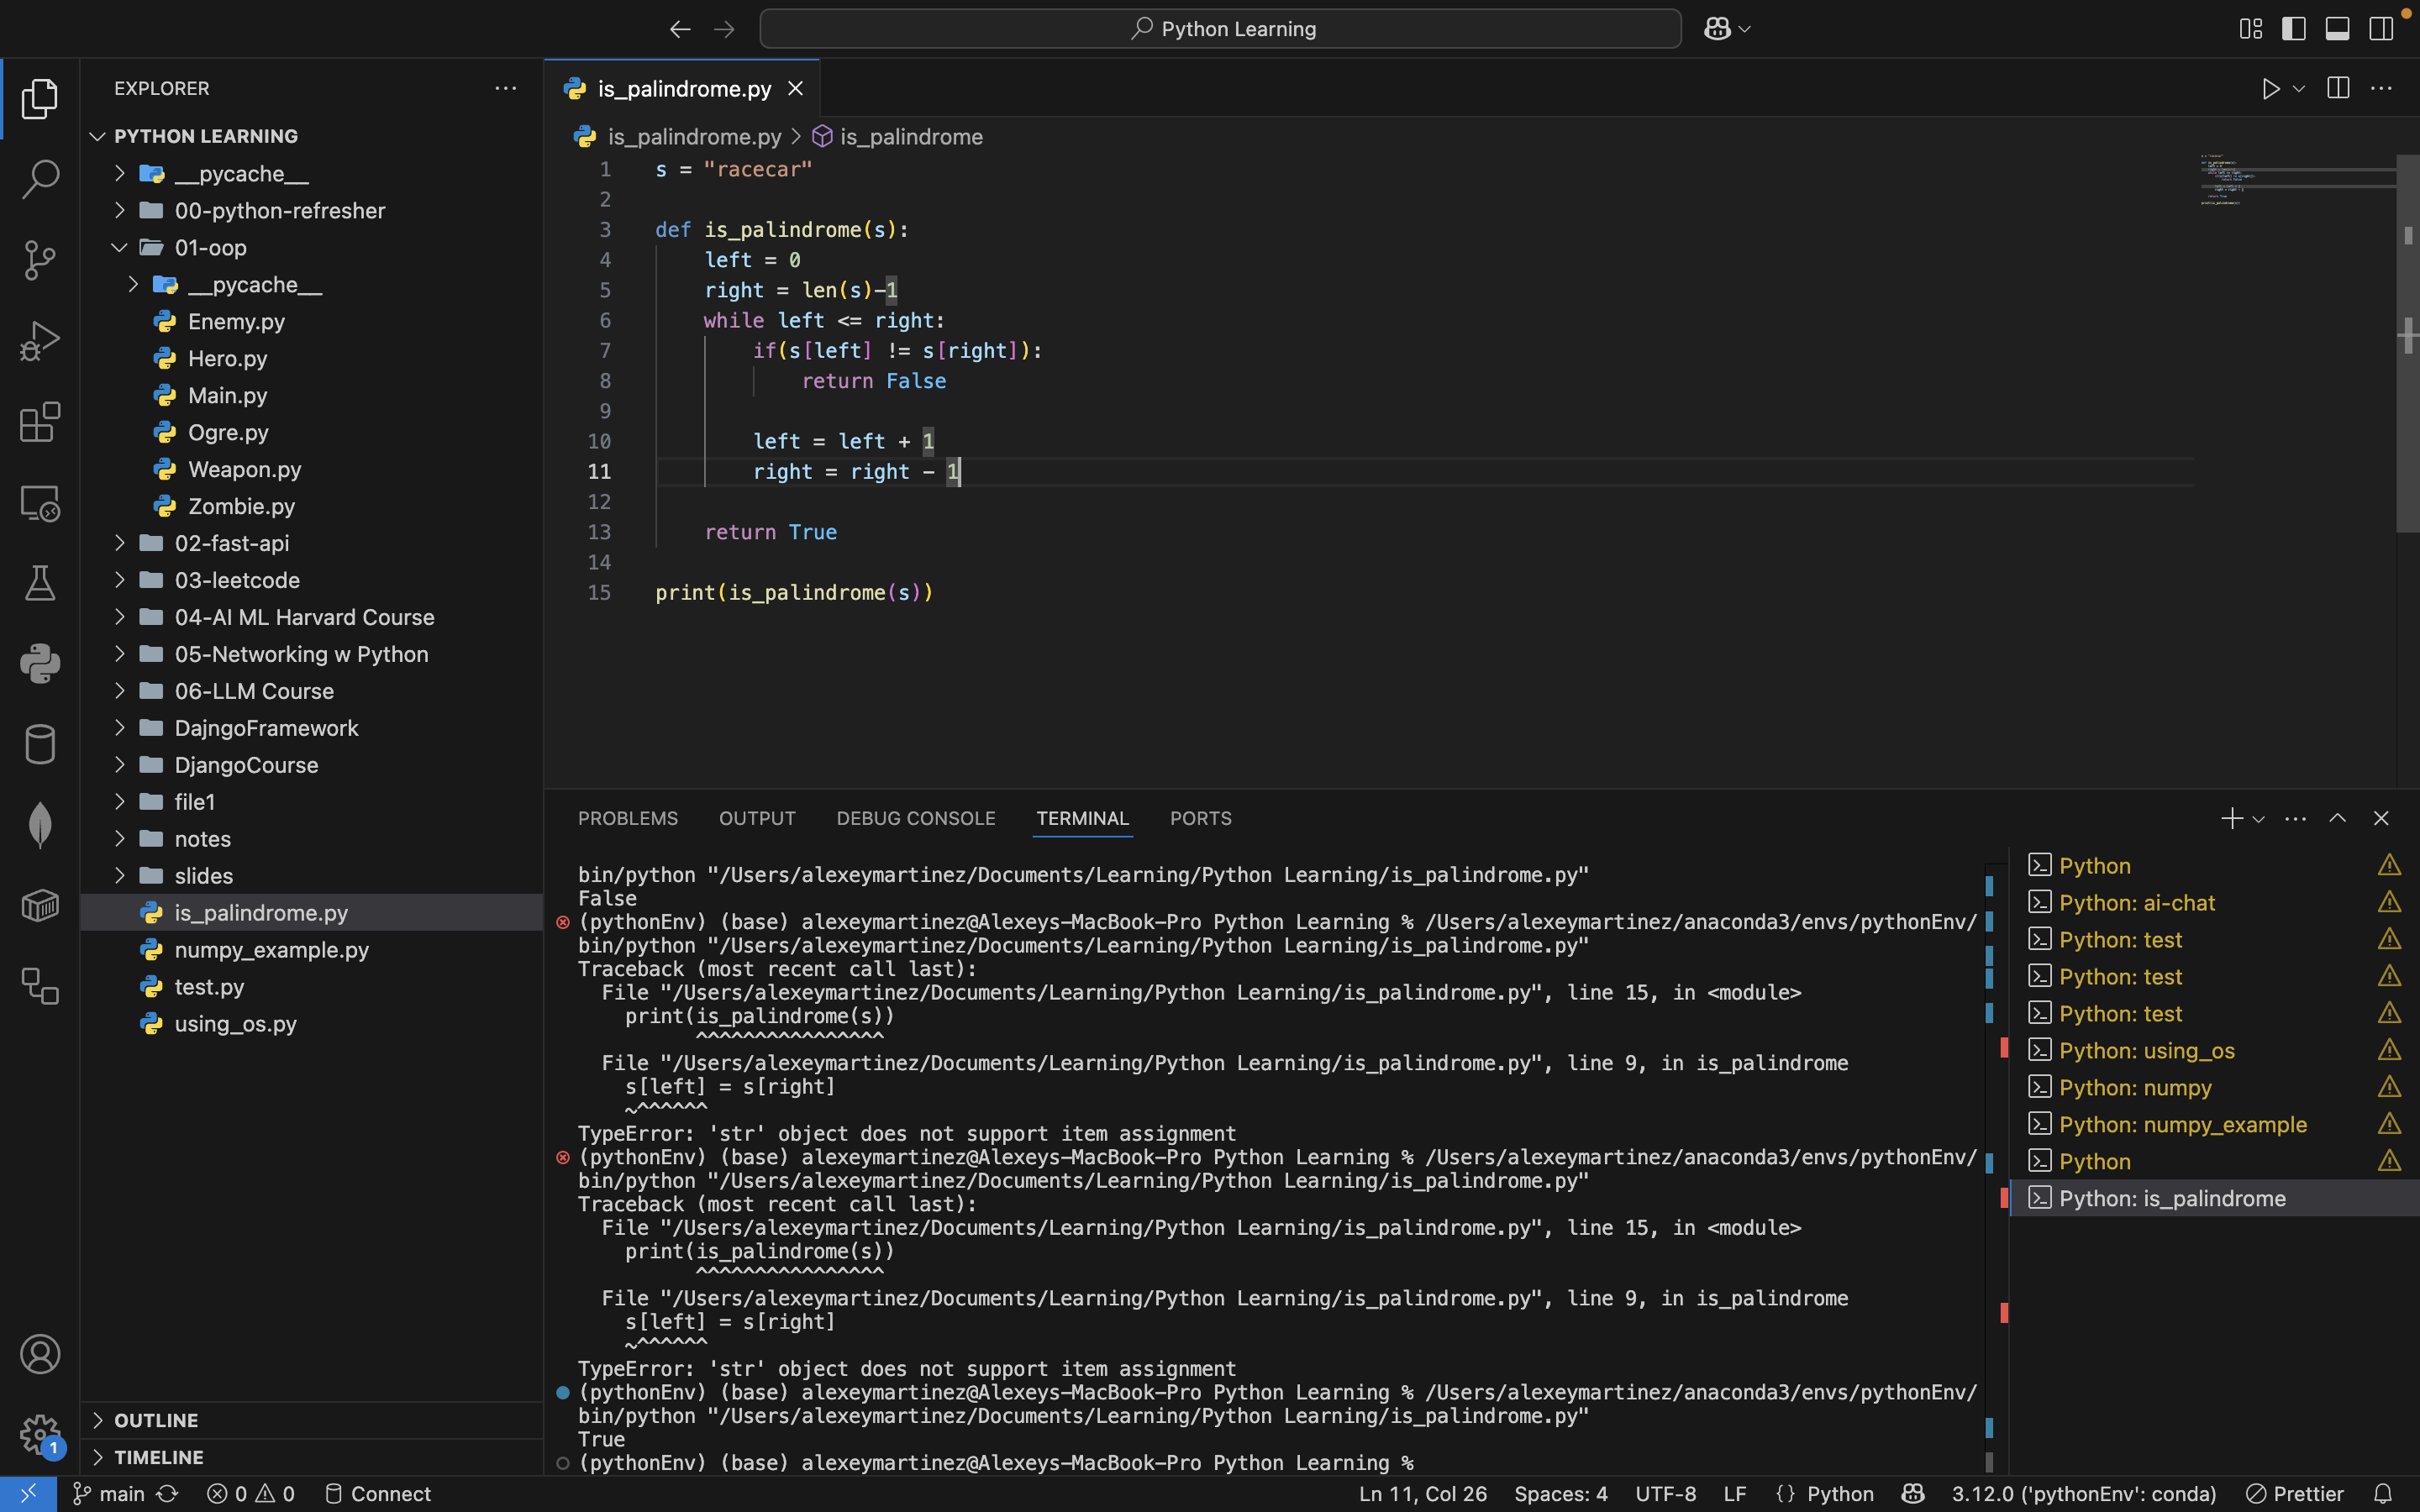 Python Learning
EXPLORER
PYTHON LEARNING
__pycache__
00-python-refresher
01-oop
__pycache__
Enemy.py
Hero.py
Main.py
Ogre.py
Weapon.py
Zombie.py
02-fast-api
03-leetcode
04-AI ML Harvard Course
05-Networking w Python
06-LLM Course
DajngoFramework
DjangoCourse
file1
notes
slides
is_palindrome.py
numpy_example.py
test.py
using_os.py
OUTLINE
TIMELINE
is_palindrome.py
is_palindrome.py > is_palindrome
1 s = "racecar"
2
3 def is_palindrome(s):
4 left = 0
5 right = len(s)-1
6 while left <= right:
7 if(s[left] != s[right]):
8 return False
9
10 left = left + 1
11 right = right - 1
12
13 return True
14
15 print(is_palindrome(s))
PROBLEMS OUTPUT DEBUG CONSOLE TERMINAL PORTS
bin/python "/Users/alexeymartinez/Documents/Learning/Python Learning/is_palindrome.py"
False
(pythonEnv) (base) alexeymartinez@Alexeys-MacBook-Pro Python Learning % /Users/alexeymartinez/anaconda3/envs/pythonEnv/
bin/python "/Users/alexeymartinez/Documents/Learning/Python Learning/is_palindrome.py"
Traceback (most recent call last):
File "/Users/alexeymartinez/Documents/Learning/Python Learning/is_palindrome.py", line 15, in <module>
print(is_palindrome(s))
^^^^^^^^^^^^^^^^
File "/Users/alexeymartinez/Documents/Learning/Python Learning/is_palindrome.py", line 9, in is_palindrome
s[left] = s[right]
~^^^^^^
TypeError: 'str' object does not support item assignment
(pythonEnv) (base) alexeymartinez@Alexeys-MacBook-Pro Python Learning % /Users/alexeymartinez/anaconda3/envs/pythonEnv/
bin/python "/Users/alexeymartinez/Documents/Learning/Python Learning/is_palindrome.py"
Traceback (most recent call last):
File "/Users/alexeymartinez/Documents/Learning/Python Learning/is_palindrome.py", line 15, in <module>
print(is_palindrome(s))
^^^^^^^^^^^^^^^^
File "/Users/alexeymartinez/Documents/Learning/Python Learning/is_palindrome.py", line 9, in is_palindrome
s[left] = s[right]
~^^^^^^
TypeError: 'str' object does not support item assignment
(pythonEnv) (base) alexeymartinez@Alexeys-MacBook-Pro Python Learning % /Users/alexeymartinez/anaconda3/envs/pythonEnv/
bin/python "/Users/alexeymartinez/Documents/Learning/Python Learning/is_palindrome.py"
True
(pythonEnv) (base) alexeymartinez@Alexeys-MacBook-Pro Python Learning %
Python
Python: ai-chat
Python: test
Python: test
Python: test
Python: using_os
Python: numpy
Python: numpy_example
Python
Python: is_palindrome
1
main 0 0 Connect Ln 11, Col 26 Spaces: 4 UTF-8 LF {} Python 3.12.0 ('pythonEnv': conda) Prettier